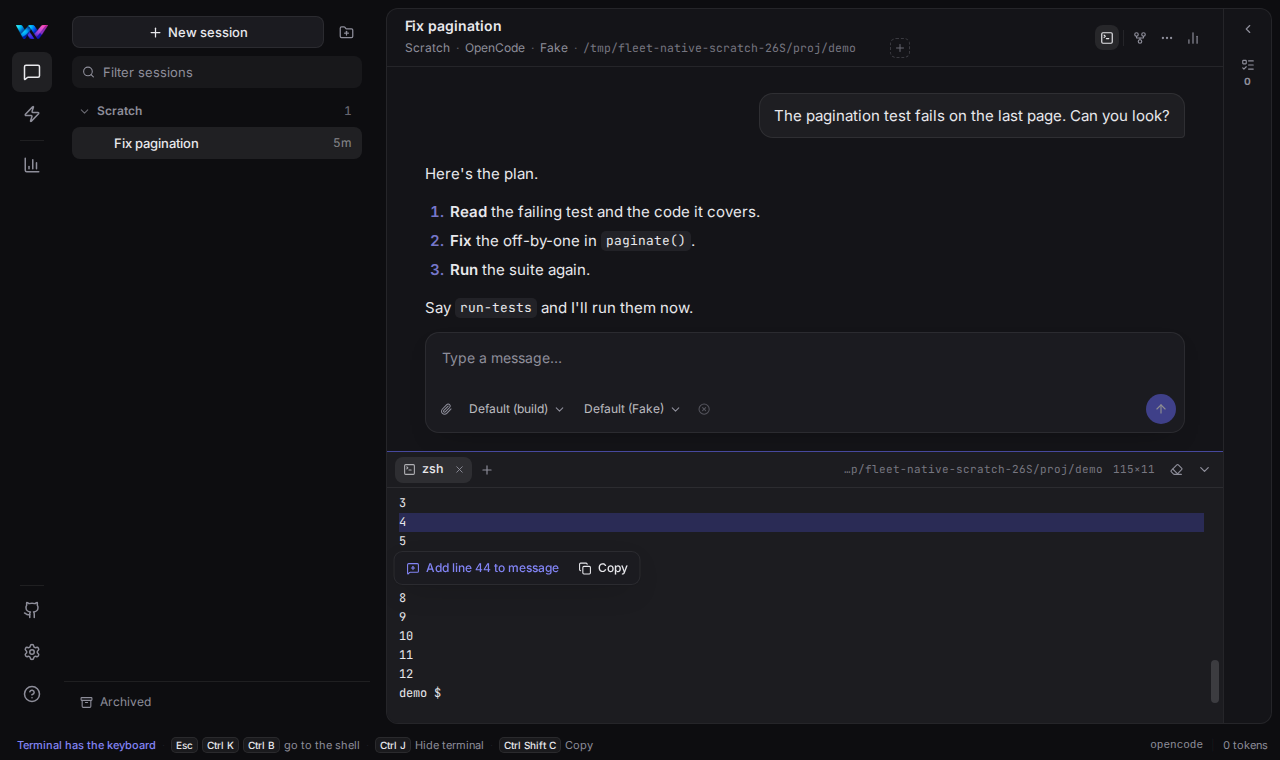 New session
Filter sessions
Scratch 1
Fix pagination 5m
Archived
Fix pagination
Scratch · OpenCode · Fake · /tmp/fleet-native-scratch-26S/proj/demo
0
The pagination test fails on the last page. Can you look?
Here's the plan.
1. Read the failing test and the code it covers.
2. Fix the off-by-one in paginate().
3. Run the suite again.
Say run-tests and I'll run them now.
Type a message...
Default (build) Default (Fake)
zsh …p/fleet-native-scratch-26S/proj/demo 115×11
3
4
5
Add line 44 to message Copy
8
9
10
11
12
demo $
Terminal has the keyboard Esc Ctrl K Ctrl B go to the shell Ctrl J Hide terminal Ctrl Shift C Copy opencode 0 tokens